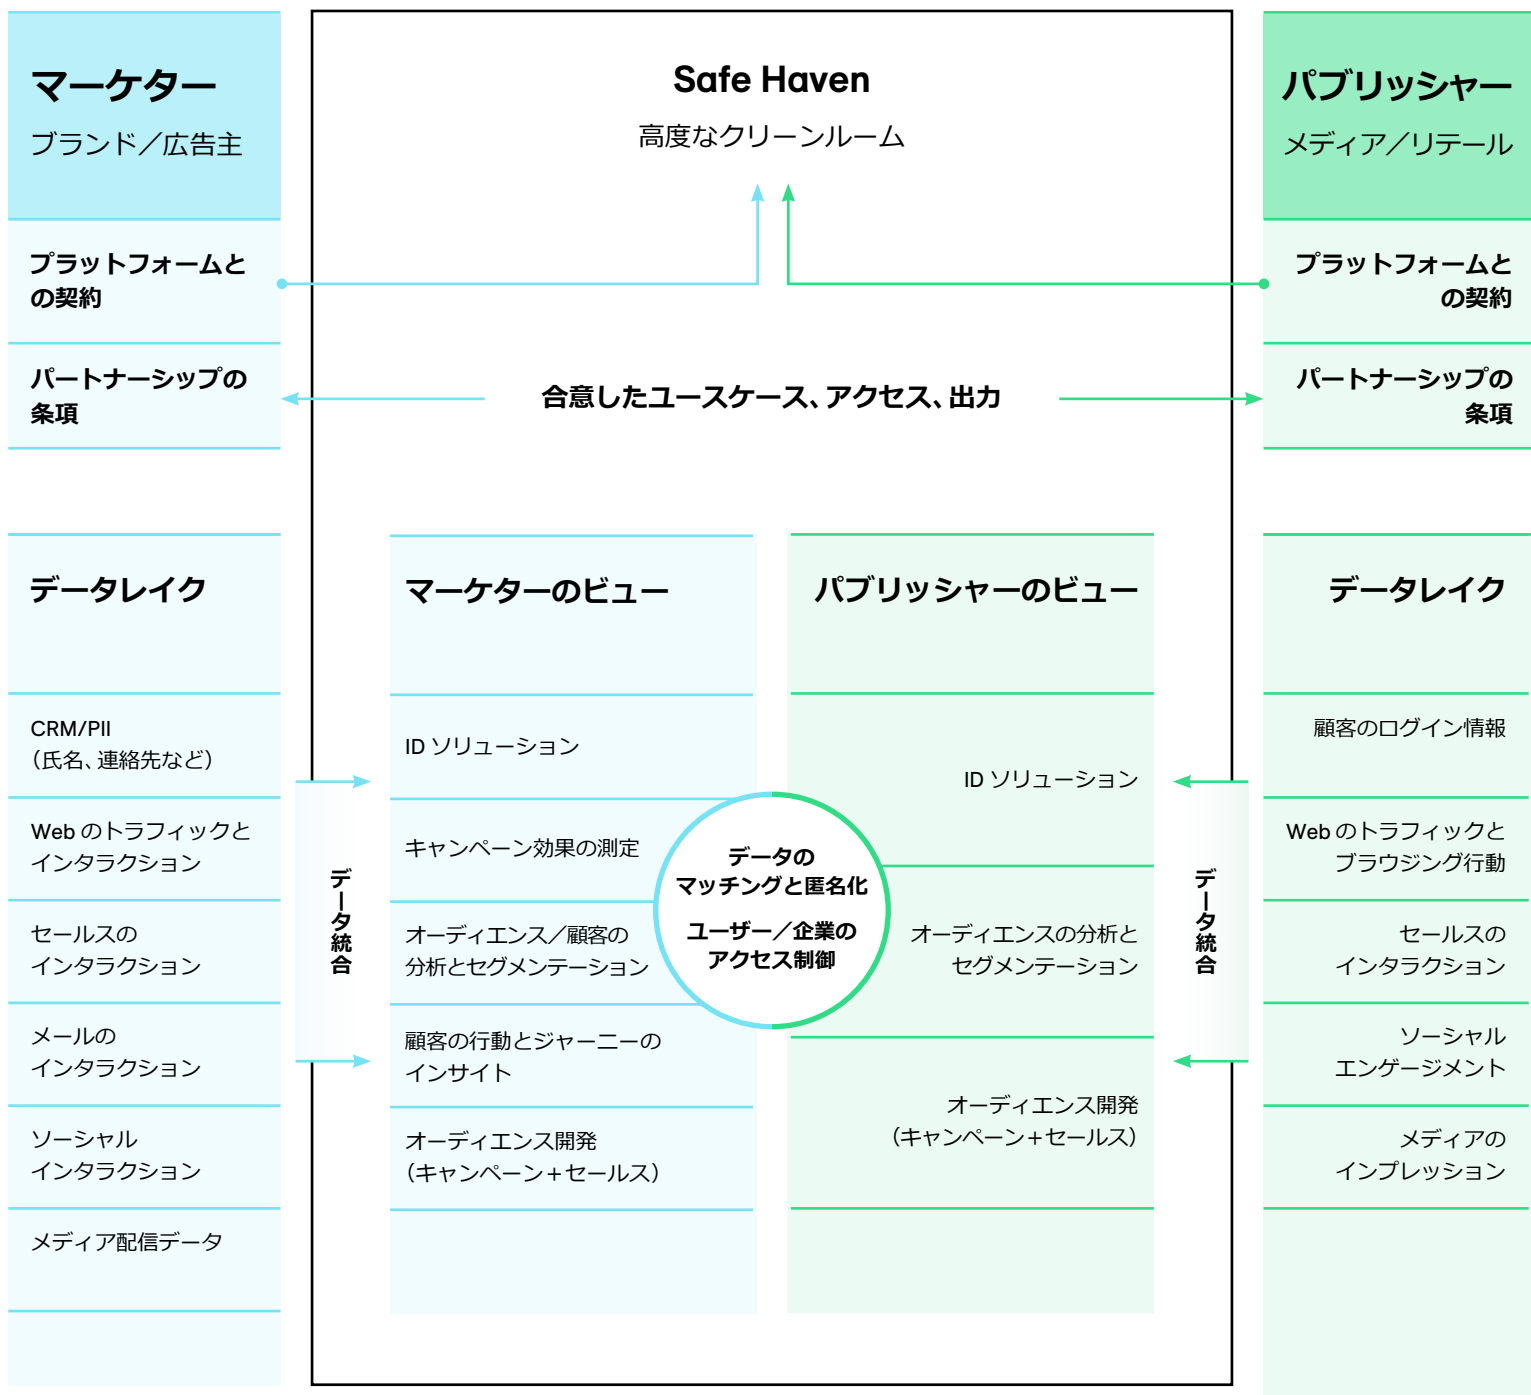 マーケター
ブランド／広告主
プラットフォームと
の契約
パートナーシップの
条項
Safe Haven
高度なクリーンルーム
合意したユースケース、アクセス、出力
パブリッシャー
メディア／リテール
プラットフォームと
の契約
パートナーシップの
条項
データレイク
CRM/PII
（氏名、連絡先など）
Web のトラフィックと
インタラクション
セールスの
インタラクション
メールの
インタラクション
ソーシャル
インタラクション
メディア配信データ
データ統合
マーケターのビュー
ID ソリューション
キャンペーン効果の測定
オーディエンス／顧客の
分析とセグメンテーション
顧客の行動とジャーニーの
インサイト
オーディエンス開発
（キャンペーン+セールス）
データの
マッチングと匿名化
ユーザー／企業の
アクセス制御
パブリッシャーのビュー
ID ソリューション
オーディエンスの分析と
セグメンテーション
オーディエンス開発
（キャンペーン+セールス）
データ統合
データレイク
顧客のログイン情報
Web のトラフィックと
ブラウジング行動
セールスの
インタラクション
ソーシャル
エンゲージメント
メディアの
インプレッション